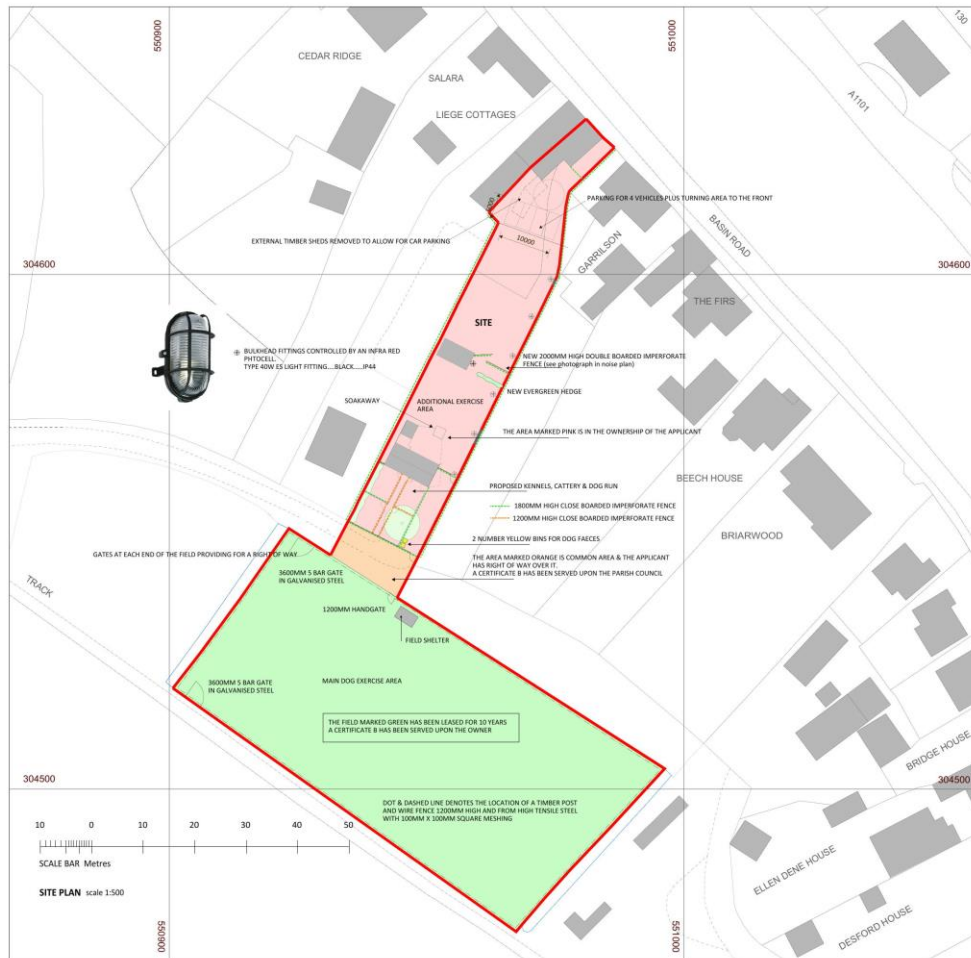 550900
551000
130
CEDAR RIDGE
SALARA
A1101
LIEGE COTTAGES
PARKING FOR 4 VEHICLES PLUS TURNING AREA TO THE FRONT
BASIN ROAD
EXTERNAL TIMBER SHEDS REMOVED TO ALLOW FOR CAR PARKING
10000
GARRILSON
304600
304600
THE FIRS
SITE
BULKHEAD FITTINGS CONTROLLED BY AN INFRA RED
PHTOCELL.
TYPE 40W ES LIGHT FITTING.....BLACK......IP44
NEW 2000MM HIGH DOUBLE BOARDED IMPERFORATE
FENCE (see photograph in noise plan)
NEW EVERGREEN HEDGE
SOAKAWAY
ADDITIONAL EXERCISE
AREA
THE AREA MARKED PINK IS IN THE OWNERSHIP OF THE APPLICANT
BEECH HOUSE
PROPOSED KENNELS, CATTERY & DOG RUN
1800MM HIGH CLOSE BOARDED IMPERFORATE FENCE
1200MM HIGH CLOSE BOARDED IMPERFORATE FENCE
BRIARWOOD
2 NUMBER YELLOW BINS FOR DOG FAECES
GATES AT EACH END OF THE FIELD PROVIDING FOR A RIGHT OF WAY
THE AREA MARKED ORANGE IS COMMON AREA & THE APPLICANT
HAS RIGHT OF WAY OVER IT.
A CERTIFICATE B HAS BEEN SERVED UPON THE PARISH COUNCIL
3600MM 5 BAR GATE
IN GALVANISED STEEL
TRACK
1200MM HANDGATE
FIELD SHELTER
3600MM 5 BAR GATE
IN GALVANISED STEEL
MAIN DOG EXERCISE AREA
THE FIELD MARKED GREEN HAS BEEN LEASED FOR 10 YEARS
A CERTIFICATE B HAS BEEN SERVED UPON THE OWNER
BRIDGE HOUSE
304500
304500
DOT & DASHED LINE DENOTES THE LOCATION OF A TIMBER POST
AND WIRE FENCE 1200MM HIGH AND FROM HIGH TENSILE STEEL
WITH 100MM X 100MM SQUARE MESHING
10 0 10 20 30 40 50
SCALE BAR Metres
ELLEN DENE HOUSE
SITE PLAN scale 1:500
DESFORD HOUSE
550900
551000